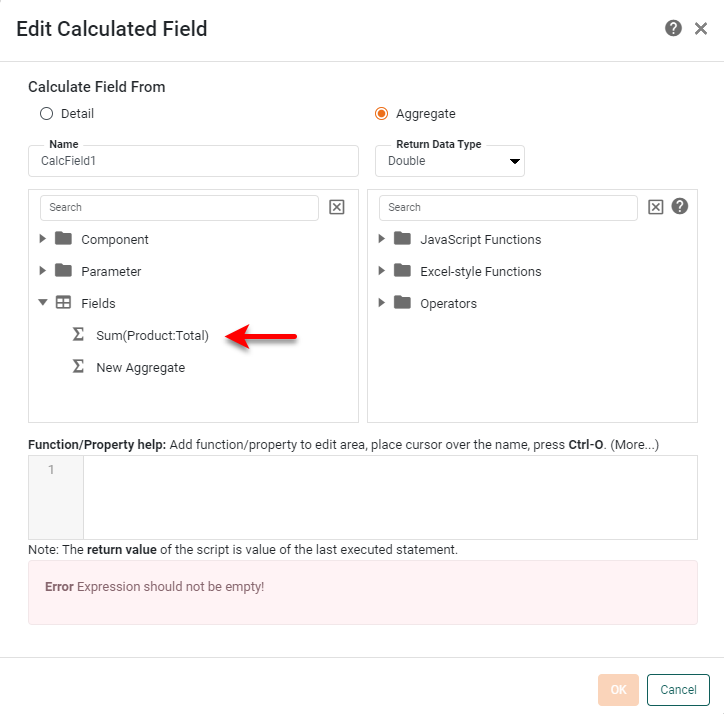 Edit Calculated Field
Calculate Field From
Detail
Aggregate
Name
CalcField1
Return Data Type
Double
Search
Component
Parameter
Fields
Sum(Product:Total)
New Aggregate
Search
JavaScript Functions
Excel-style Functions
Operators
Function/Property help: Add function/property to edit area, place cursor over the name, press Ctrl-O. (More...)
1
Note: The return value of the script is value of the last executed statement.
Error Expression should not be empty!
OK
Cancel